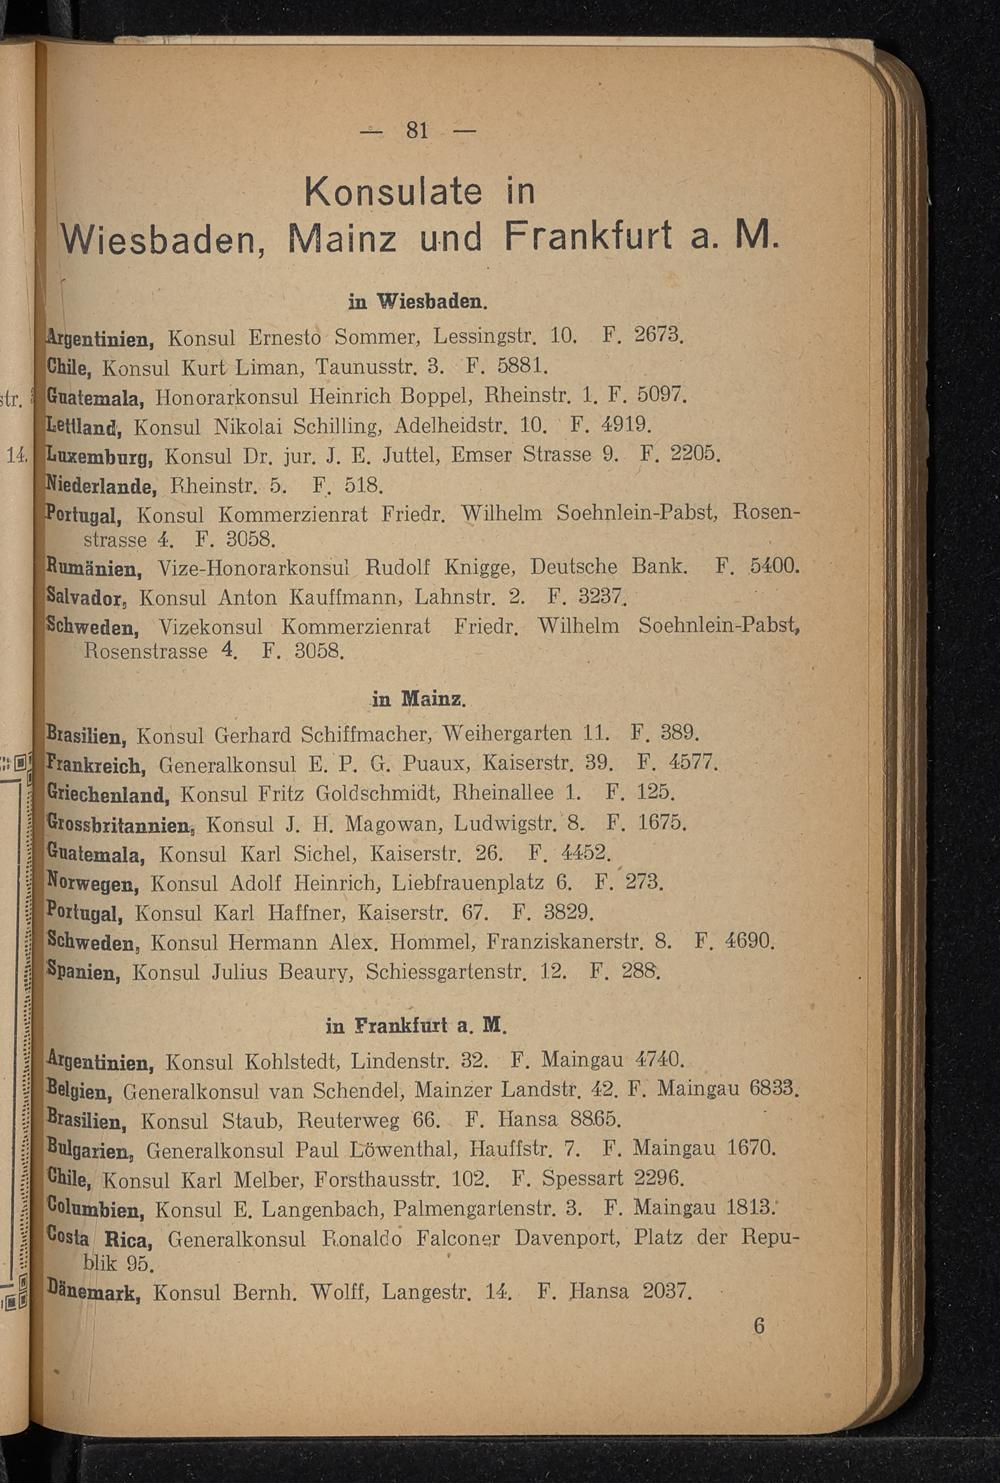 — 81 —
Konsulate in
Wiesbaden, Mainz und Frankfurt a. M.
in Wiesbaden.
Argentinien, Konsul Ernesto Sommer, Lessingstr. 10. F. 2673.
Chile, Konsul Kurt Liman, Taunusstr. 3. F. 5881.
Guatemala, Honorarkonsul Heinrich Boppel, Rheinstr. 1. F. 5097.
Lettland, Konsul Nikolai Schilling, Adelheidstr. 10. F. 4919.
Luxemburg, Konsul Dr. jur. J. E. Juttel, Emser Strasse 9. F. 2205.
Niederlande, Rheinstr. 5. F. 518.
Portugal, Konsul Kommerzienrat Friedr. Wilhelm Soehnlein-Pabst, Rosen-
strasse 4. F. 3058.
Rumänien, Vize-Honorarkonsul Rudolf Knigge, Deutsche Bank. F. 5400.
Salvador, Konsul Anton Kauffmann, Lahnstr. 2. F. 3237.
Schweden, Vizekonsul Kommerzienrat Friedr. Wilhelm Soehnlein-Pabst,
Rosenstrasse 4. F. 3058.
in Mainz.
Brasilien, Konsul Gerhard Schiffmacher, Weihergarten 11. F. 389.
Frankreich, Generalkonsul E. P. G. Puaux, Kaiserstr. 39. F. 4577.
Griechenland, Konsul Fritz Goldschmidt, Rheinallee 1. F. 125.
Grossbritannien, Konsul J. H. Magowan, Ludwigstr. 8. F. 1675.
Guatemala, Konsul Karl Sichel, Kaiserstr. 26. F. 4452.
Norwegen, Konsul Adolf Heinrich, Liebfrauenplatz 6. F. 273.
Portugal, Konsul Karl Haffner, Kaiserstr. 67. F. 3829.
Schweden, Konsul Hermann Alex. Hommel, Franziskanerstr. 8. F. 4690.
Spanien, Konsul Julius Beaury, Schiessgartenstr. 12. F. 288.
in Frankfurt a. M.
Argentinien, Konsul Kohlstedt, Lindenstr. 32. F. Maingau 4740.
Belgien, Generalkonsul van Schendel, Mainzer Landstr. 42. F. Maingau 6833.
Brasilien, Konsul Staub, Reuterweg 66. F. Hansa 8865.
Bulgarien, Generalkonsul Paul Löwenthal, Hauffstr. 7. F. Maingau 1670.
Chile, Konsul Karl Melber, Forsthausstr. 102. F. Spessart 2296.
Columbien, Konsul E. Langenbach, Palmengartenstr. 3. F. Maingau 1813.
Costa Rica, Generalkonsul Ronaldo Falconer Davenport, Platz der Repu-
blik 95.
Dänemark, Konsul Bernh. Wolff, Langestr. 14. F. Hansa 2037.
6
str.
14.